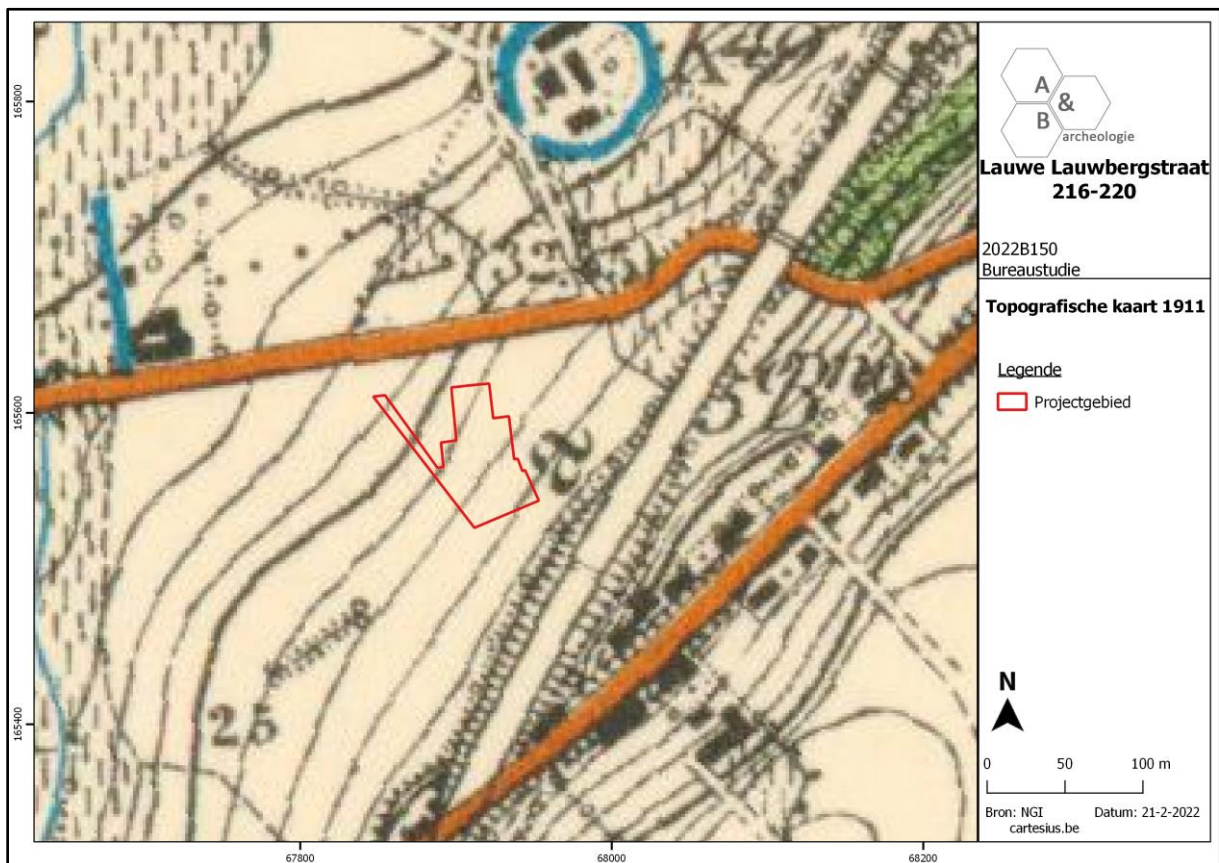 A
&
B
archeologie
Lauwe Lauwbergstraat
216-220
2022B150
Bureaustudie
Topografische kaart 1911
Legende
Projectgebied
N
0 50 100 m
Bron: NGI Datum: 21-2-2022
cartesius.be
165800
165600
165400
67800 68000 68200
32
25
a